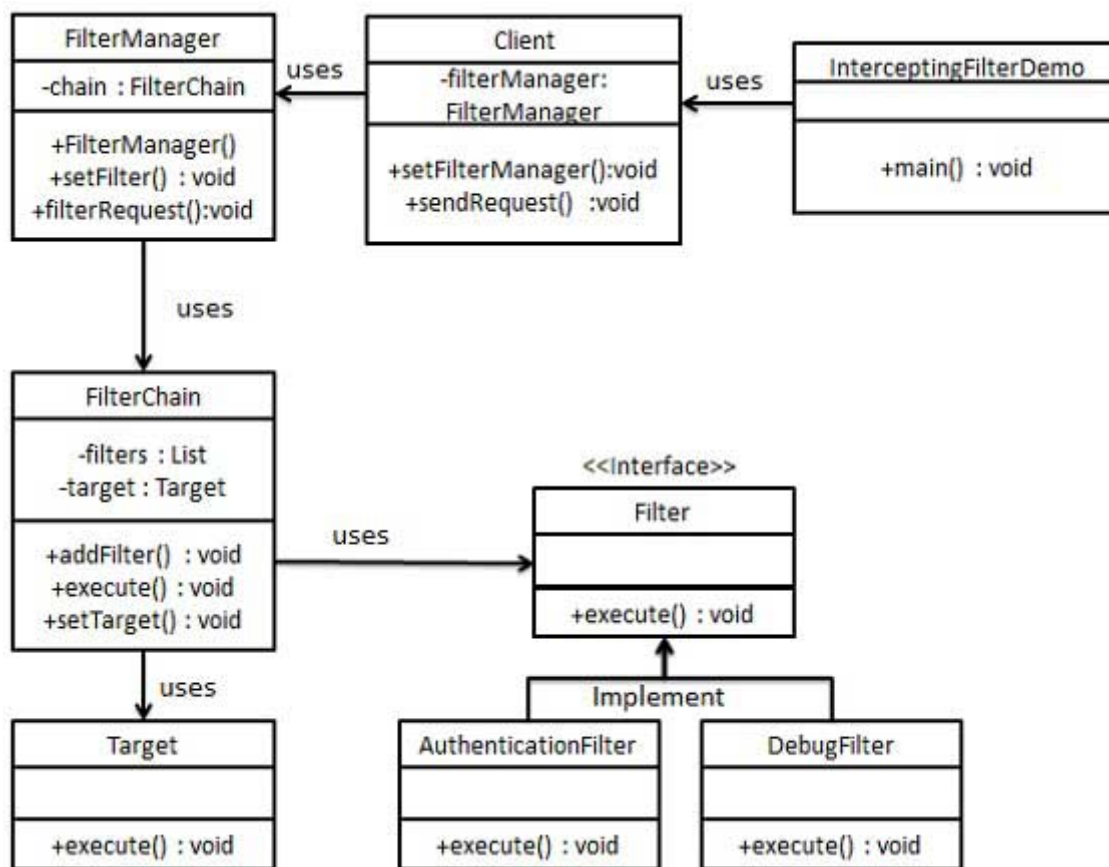 FilterManager
-chain : FilterChain
+FilterManager()
+setFilter() : void
+filterRequest():void
uses
Client
-filterManager:
FilterManager
+setFilterManager():void
+sendRequest() :void
uses
InterceptingFilterDemo
+main() : void
uses
FilterChain
-filters : List
-target : Target
+addFilter() : void
+execute() : void
+setTarget() : void
uses
<<Interface>>
Filter
+execute() : void
uses
Implement
Target
+execute() : void
AuthenticationFilter
+execute() : void
DebugFilter
+execute() : void